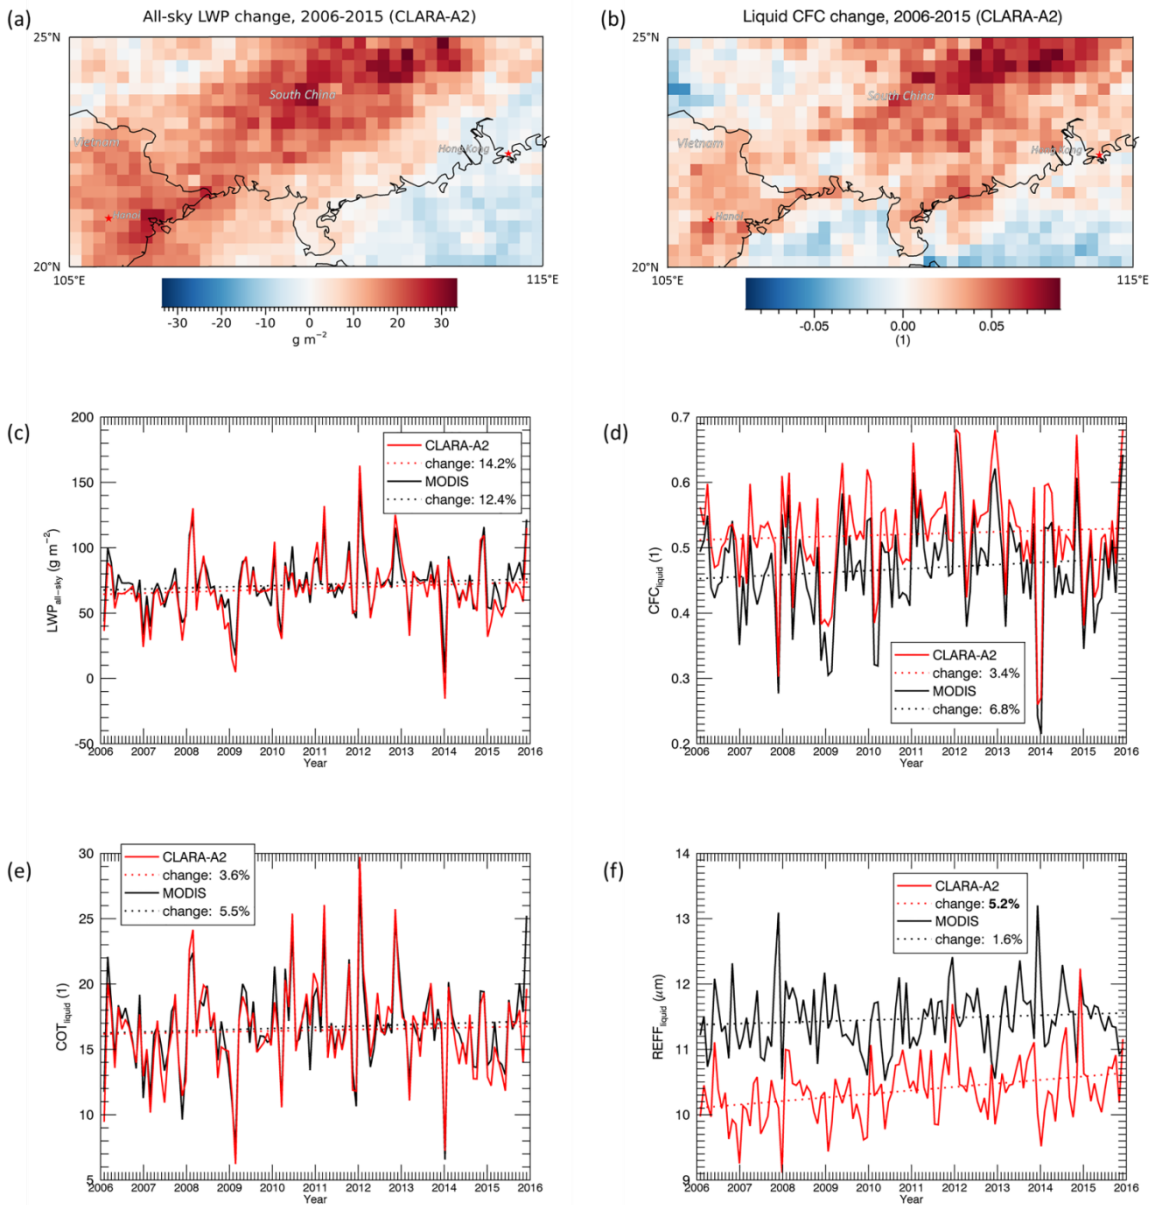 (a)
All-sky LWP change, 2006-2015 (CLARA-A2)
25°N
South China
Vietnam
Hong Kong
Hanoi
20°N
105°E
115°E
-30 -20 -10 0 10 20 30
g m⁻²
(b)
Liquid CFC change, 2006-2015 (CLARA-A2)
25°N
South China
Vietnam
Hong Kong
Hanoi
20°N
105°E
115°E
-0.05 0.00 0.05
(1)
(c)
200
150
100
50
0
-50
LWPall-sky (g m⁻²)
CLARA-A2
change: 14.2%
MODIS
change: 12.4%
2006 2007 2008 2009 2010 2011 2012 2013 2014 2015 2016
Year
(d)
0.7
0.6
0.5
0.4
0.3
0.2
CFCliquid (1)
CLARA-A2
change: 3.4%
MODIS
change: 6.8%
2006 2007 2008 2009 2010 2011 2012 2013 2014 2015 2016
Year
(e)
30
25
20
15
10
5
COTliquid (1)
CLARA-A2
change: 3.6%
MODIS
change: 5.5%
2006 2007 2008 2009 2010 2011 2012 2013 2014 2015 2016
Year
(f)
14
13
12
11
10
9
REFFliquid (μm)
CLARA-A2
change: 5.2%
MODIS
change: 1.6%
2006 2007 2008 2009 2010 2011 2012 2013 2014 2015 2016
Year